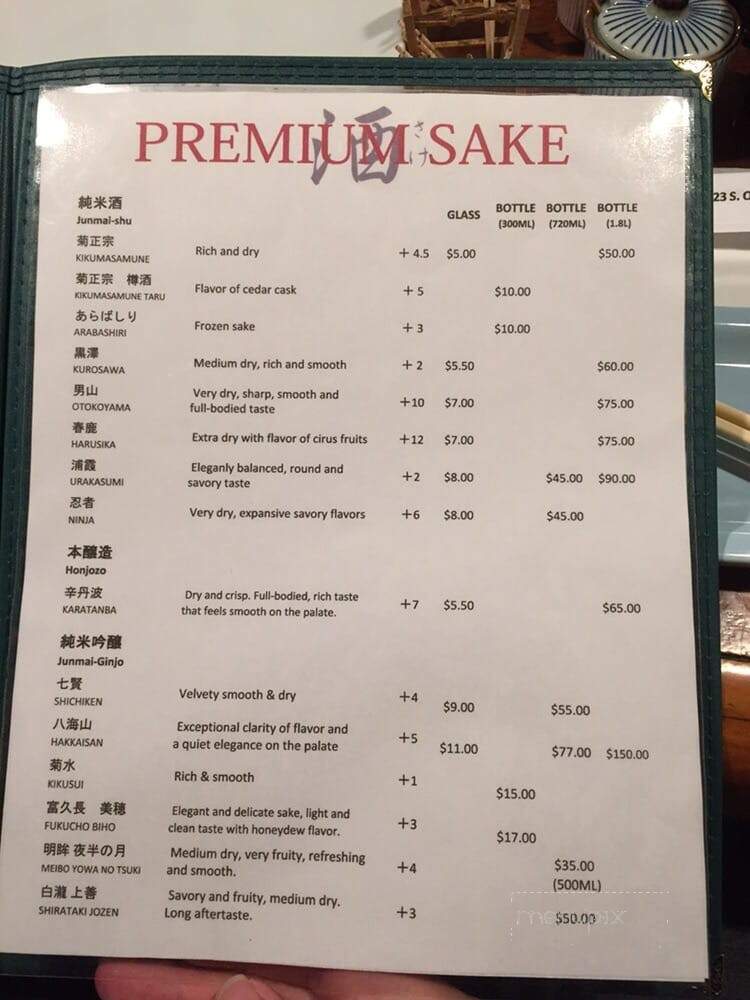 PREMIUM SAKE
酒 さけ
純米酒
Junmai-shu
GLASS BOTTLE (300ML) BOTTLE (720ML) BOTTLE (1.8L)
菊正宗
KIKUMASAMUNE Rich and dry +4.5 $5.00 $50.00
菊正宗 樽酒
KIKUMASAMUNE TARU Flavor of cedar cask +5 $10.00
あらばしり
ARABASHIRI Frozen sake +3 $10.00
黒澤
KUROSAWA Medium dry, rich and smooth +2 $5.50 $60.00
男山
OTOKOYAMA Very dry, sharp, smooth and
full-bodied taste +10 $7.00 $75.00
春鹿
HARUSIKA Extra dry with flavor of cirus fruits +12 $7.00 $75.00
浦霞
URAKASUMI Eleganly balanced, round and
savory taste +2 $8.00 $45.00 $90.00
忍者
NINJA Very dry, expansive savory flavors +6 $8.00 $45.00
本醸造
Honjozo
辛丹波
KARATANBA Dry and crisp. Full-bodied, rich taste
that feels smooth on the palate. +7 $5.50 $65.00
純米吟醸
Junmai-Ginjo
七賢
SHICHIKEN Velvety smooth & dry +4 $9.00 $55.00
八海山
HAKKAISAN Exceptional clarity of flavor and
a quiet elegance on the palate +5 $11.00 $77.00 $150.00
菊水
KIKUSUI Rich & smooth +1 $15.00
富久長 美穂
FUKUCHO BIHO Elegant and delicate sake, light and
clean taste with honeydew flavor. +3 $17.00
明眸 夜半の月
MEIBO YOWA NO TSUKI Medium dry, very fruity, refreshing
and smooth. +4 $35.00
(500ML)
白瀧 上善
SHIRATAKI JOZEN Savory and fruity, medium dry.
Long aftertaste. +3 $50.00
23 S. O